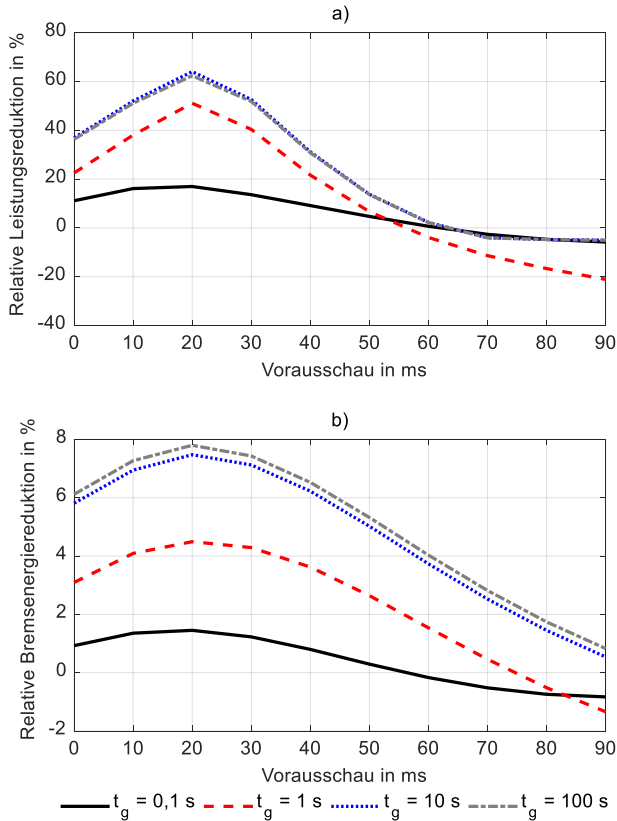 a)
Relative Leistungsreduktion in %
80
60
40
20
0
-20
-40
0 10 20 30 40 50 60 70 80 90
Vorausschau in ms
b)
Relative Bremsenergiereduktion in %
8
6
4
2
0
-2
0 10 20 30 40 50 60 70 80 90
Vorausschau in ms
t_g = 0,1 s t_g = 1 s t_g = 10 s t_g = 100 s